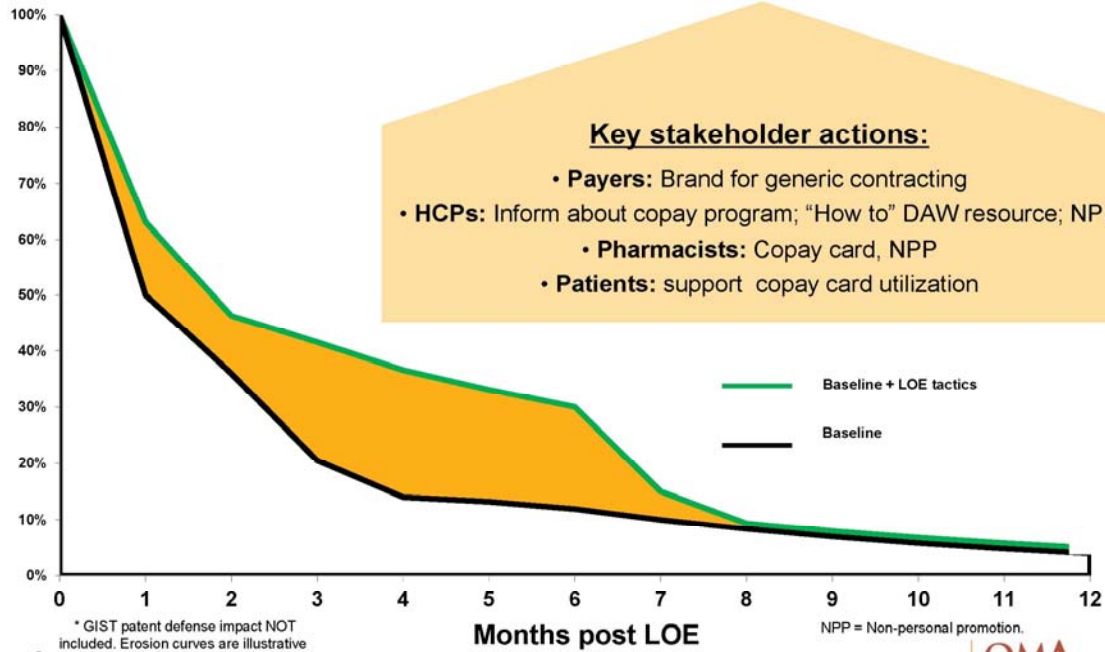 100%
90%
80%
70%
60%
50%
40%
30%
20%
10%
0%
Key stakeholder actions:
• Payers: Brand for generic contracting
• HCPs: Inform about copay program; “How to” DAW resource; NP
• Pharmacists: Copay card, NPP
• Patients: support copay card utilization
Baseline + LOE tactics
Baseline
0 1 2 3 4 5 6 7 8 9 10 11 12
* GIST patent defense impact NOT
included. Erosion curves are illustrative
Months post LOE
NPP = Non-personal promotion.